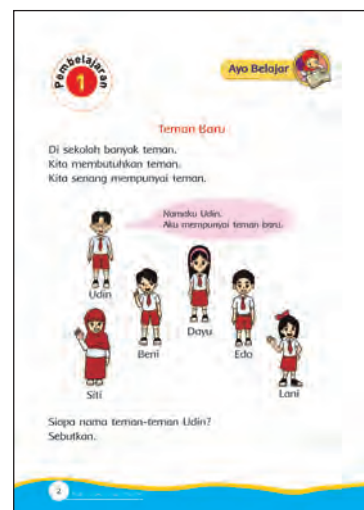 Pembelajaran
1
Ayo Belajar
Teman Baru
Di sekolah banyak teman.
Kita membutuhkan teman.
Kita senang mempunyai teman.
Namaku Udin.
Aku mempunyai teman baru.
Udin
Beni
Dayu
Edo
Siti
Lani
Siapa nama teman-teman Udin?
Sebutkan.
2